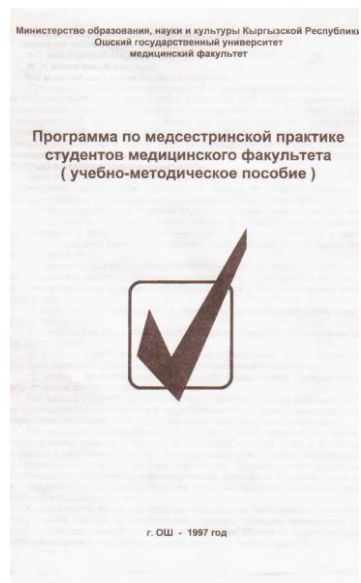 Министерство образования, науки и культуры Кыргызской Республики
Ошский государственный университет
медицинский факультет
Программа по медсестринской практике
студентов медицинского факультета
( учебно-методическое пособие )
г. ОШ - 1997 год